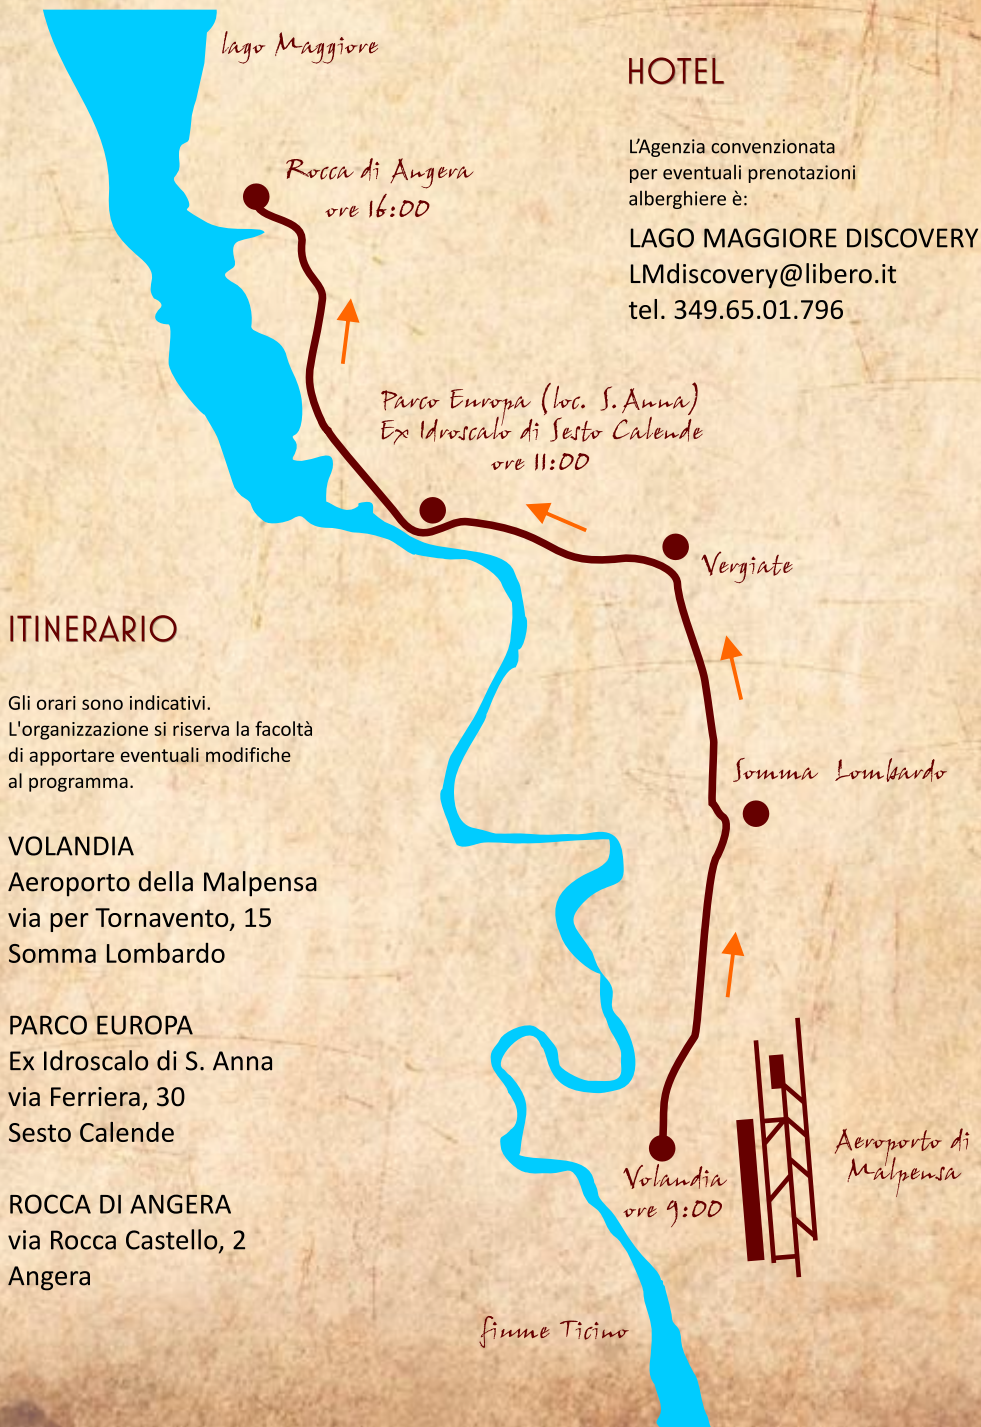 lago Maggiore
HOTEL
L'Agenzia convenzionata
per eventuali prenotazioni
alberghiere è:
LAGO MAGGIORE DISCOVERY
LMdiscovery@libero.it
tel. 349.65.01.796
Rocca di Angera
ore 16:00
Parco Europa (loc. S. Anna)
Ex Idroscalo di Sesto Calende
ore 11:00
Vergiate
ITINERARIO
Gli orari sono indicativi.
L'organizzazione si riserva la facoltà
di apportare eventuali modifiche
al programma.
Somma Lombardo
VOLANDIA
Aeroporto della Malpensa
via per Tornavento, 15
Somma Lombardo
PARCO EUROPA
Ex Idroscalo di S. Anna
via Ferriera, 30
Sesto Calende
ROCCA DI ANGERA
via Rocca Castello, 2
Angera
Aeroporto di
Malpensa
Volandia
ore 9:00
fiume Ticino